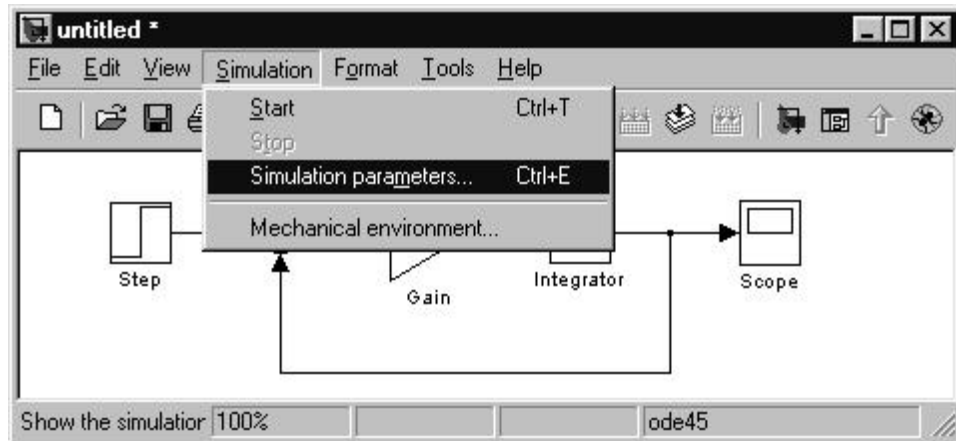 untitled *
File Edit View Simulation Format Tools Help
Start Ctrl+T
Stop
Simulation parameters... Ctrl+E
Mechanical environment...
Step
Gain
Integrator
Scope
Show the simulation 100% ode45